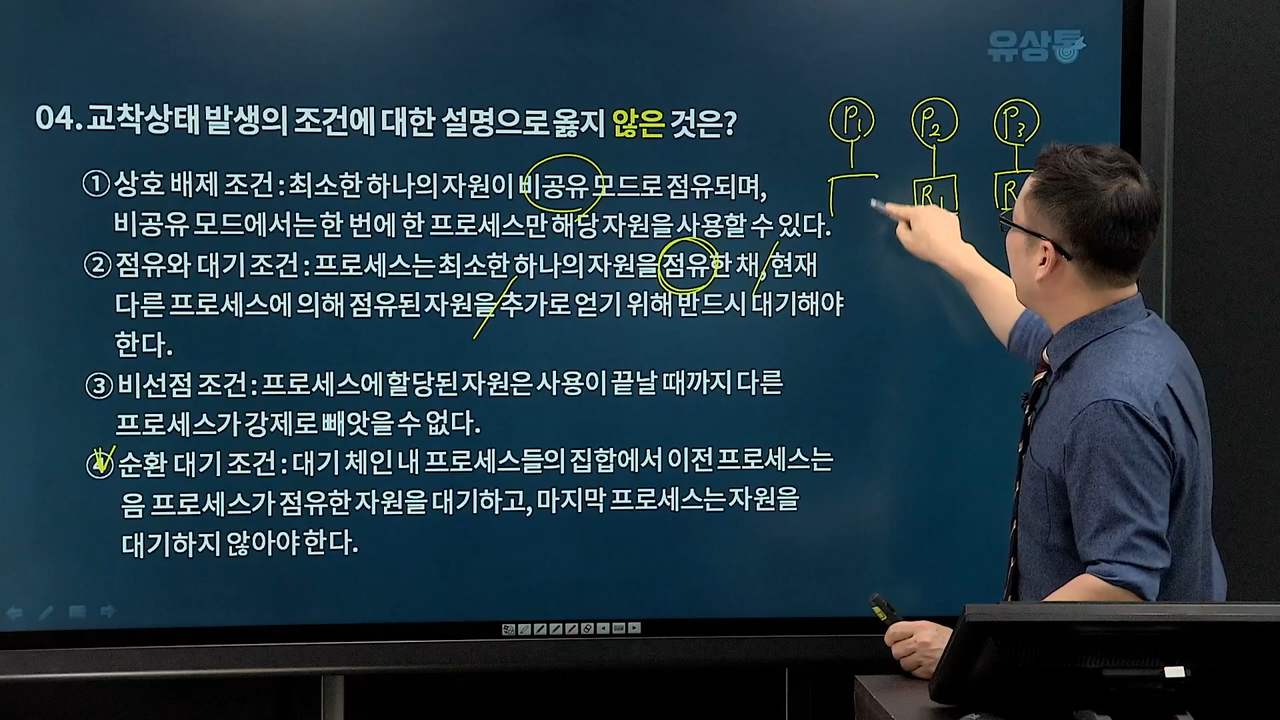 유상통
04. 교착상태 발생의 조건에 대한 설명으로 옳지 않은 것은?
① 상호 배제 조건 : 최소한 하나의 자원이 비공유 모드로 점유되며,
비공유 모드에서는 한 번에 한 프로세스만 해당 자원을 사용할 수 있다.
② 점유와 대기 조건 : 프로세스는 최소한 하나의 자원을 점유한 채, 현재
다른 프로세스에 의해 점유된 자원을 추가로 얻기 위해 반드시 대기해야
한다.
③ 비선점 조건 : 프로세스에 할당된 자원은 사용이 끝날 때까지 다른
프로세스가 강제로 빼앗을 수 없다.
④ 순환 대기 조건 : 대기 체인 내 프로세스들의 집합에서 이전 프로세스는
음 프로세스가 점유한 자원을 대기하고, 마지막 프로세스는 자원을
대기하지 않아야 한다.
P1 P2 P3
R1 R